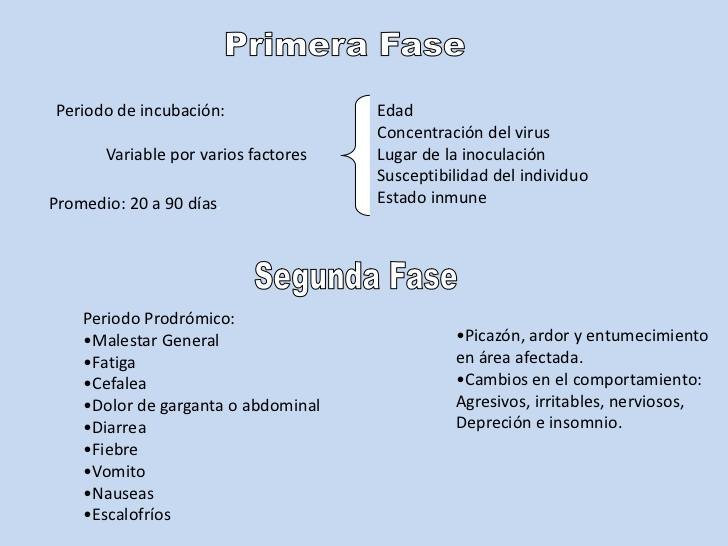 Primera Fase
Periodo de incubación:
Variable por varios factores
Promedio: 20 a 90 días
Edad
Concentración del virus
Lugar de la inoculación
Susceptibilidad del individuo
Estado inmune
Segunda Fase
Periodo Prodrómico:
•Malestar General
•Fatiga
•Cefalea
•Dolor de garganta o abdominal
•Diarrea
•Fiebre
•Vomito
•Nauseas
•Escalofríos
•Picazón, ardor y entumecimiento
en área afectada.
•Cambios en el comportamiento:
Agresivos, irritables, nerviosos,
Depreción e insomnio.